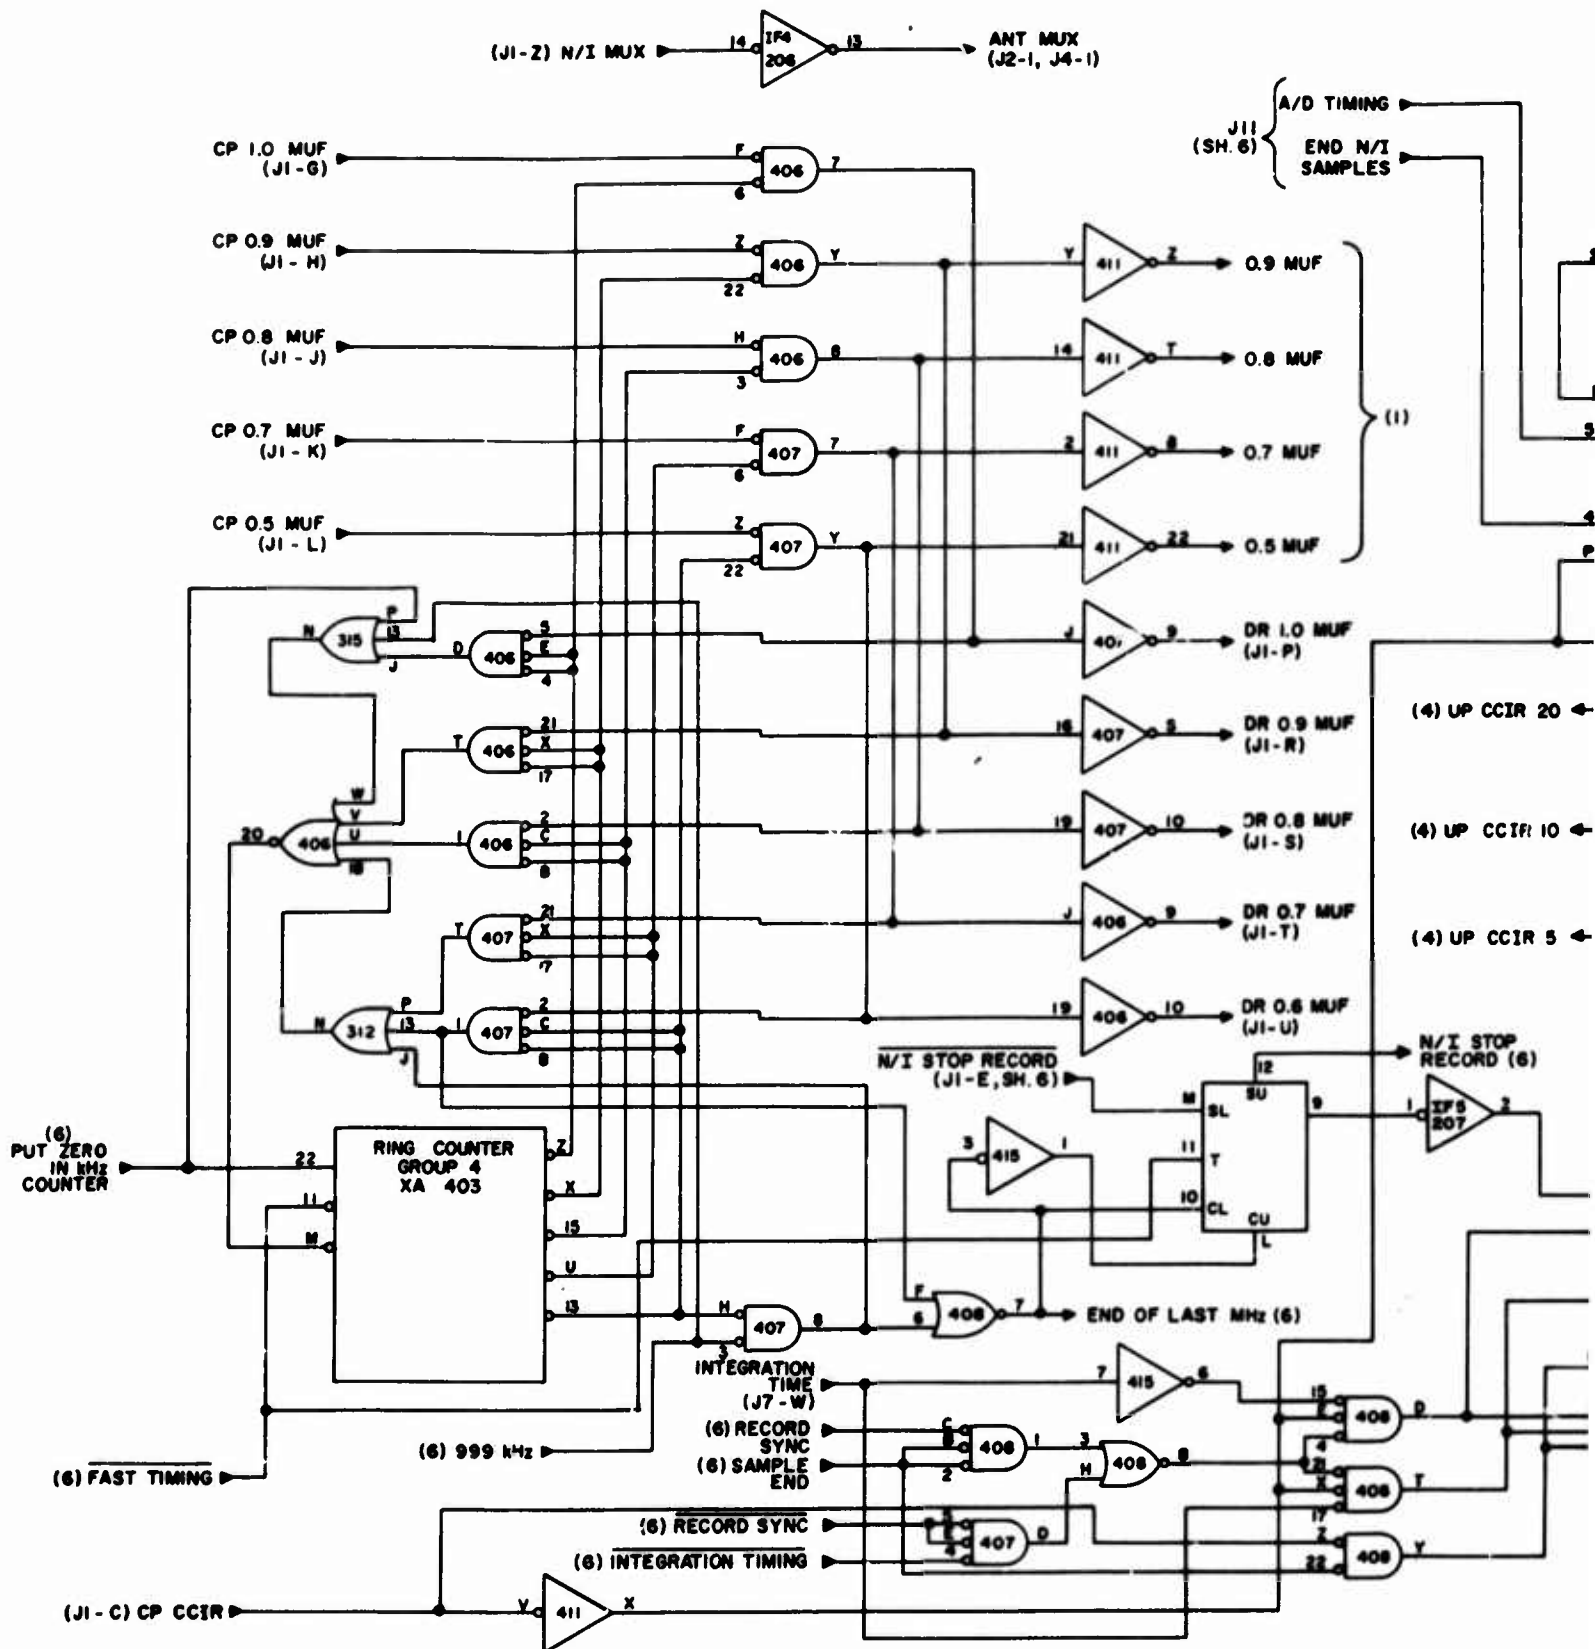 (J1-Z) N/I MUX
14
IF4
206
13
ANT MUX
(J2-1, J4-1)
J11
(SH. 6)
A/D TIMING
END N/I
SAMPLES
CP 1.0 MUF
(J1-G)
F
6
406
7
CP 0.9 MUF
(J1 - H)
Z
22
406
Y
Y
411
Z
0.9 MUF
CP 0.8 MUF
(J1 - J)
H
3
406
8
14
411
T
0.8 MUF
(1)
CP 0.7 MUF
(J1 - K)
F
6
407
7
2
411
8
0.7 MUF
S
CP 0.5 MUF
(J1 - L)
Z
22
407
Y
21
411
22
0.5 MUF
4
P
N
315
P
13
J
D
406
5
E
4
J
9
DR 1.0 MUF
(J1-P)
T
406
21
X
17
16
407
S
DR 0.9 MUF
(J1-R)
(4) UP CCIR 20
20
406
W
V
U
18
1
406
2
C
B
19
407
10
DR 0.8 MUF
(J1 - S)
(4) UP CCIR 10
T
407
21
X
17
J
406
9
DR 0.7 MUF
(J1-T)
(4) UP CCIR 5
N
312
P
13
J
1
407
2
C
B
19
406
10
DR 0.6 MUF
(J1-U)
N/I STOP RECORD
(J1-E, SH. 6)
N/I STOP
RECORD (6)
12
SU
M
SL
9
1
IF5
207
2
3
415
1
11
T
10
CL
CU
L
(6)
PUT ZERO
IN kHz
COUNTER
22
11
M
RING COUNTER
GROUP 4
XA 403
Z
X
15
U
13
H
3
407
8
F
6
408
7
END OF LAST MHz (6)
INTEGRATION
TIME
(J7-W)
7
415
6
15
E
4
408
D
(6) RECORD
SYNC
C
B
2
408
1
3
H
408
8
(6) 999 kHz
(6) SAMPLE
END
21
X
17
408
T
(6) FAST TIMING
(6) RECORD SYNC
4
407
D
(6) INTEGRATION TIMING
Z
22
408
Y
(J1-C) CP CCIR
V
411
X